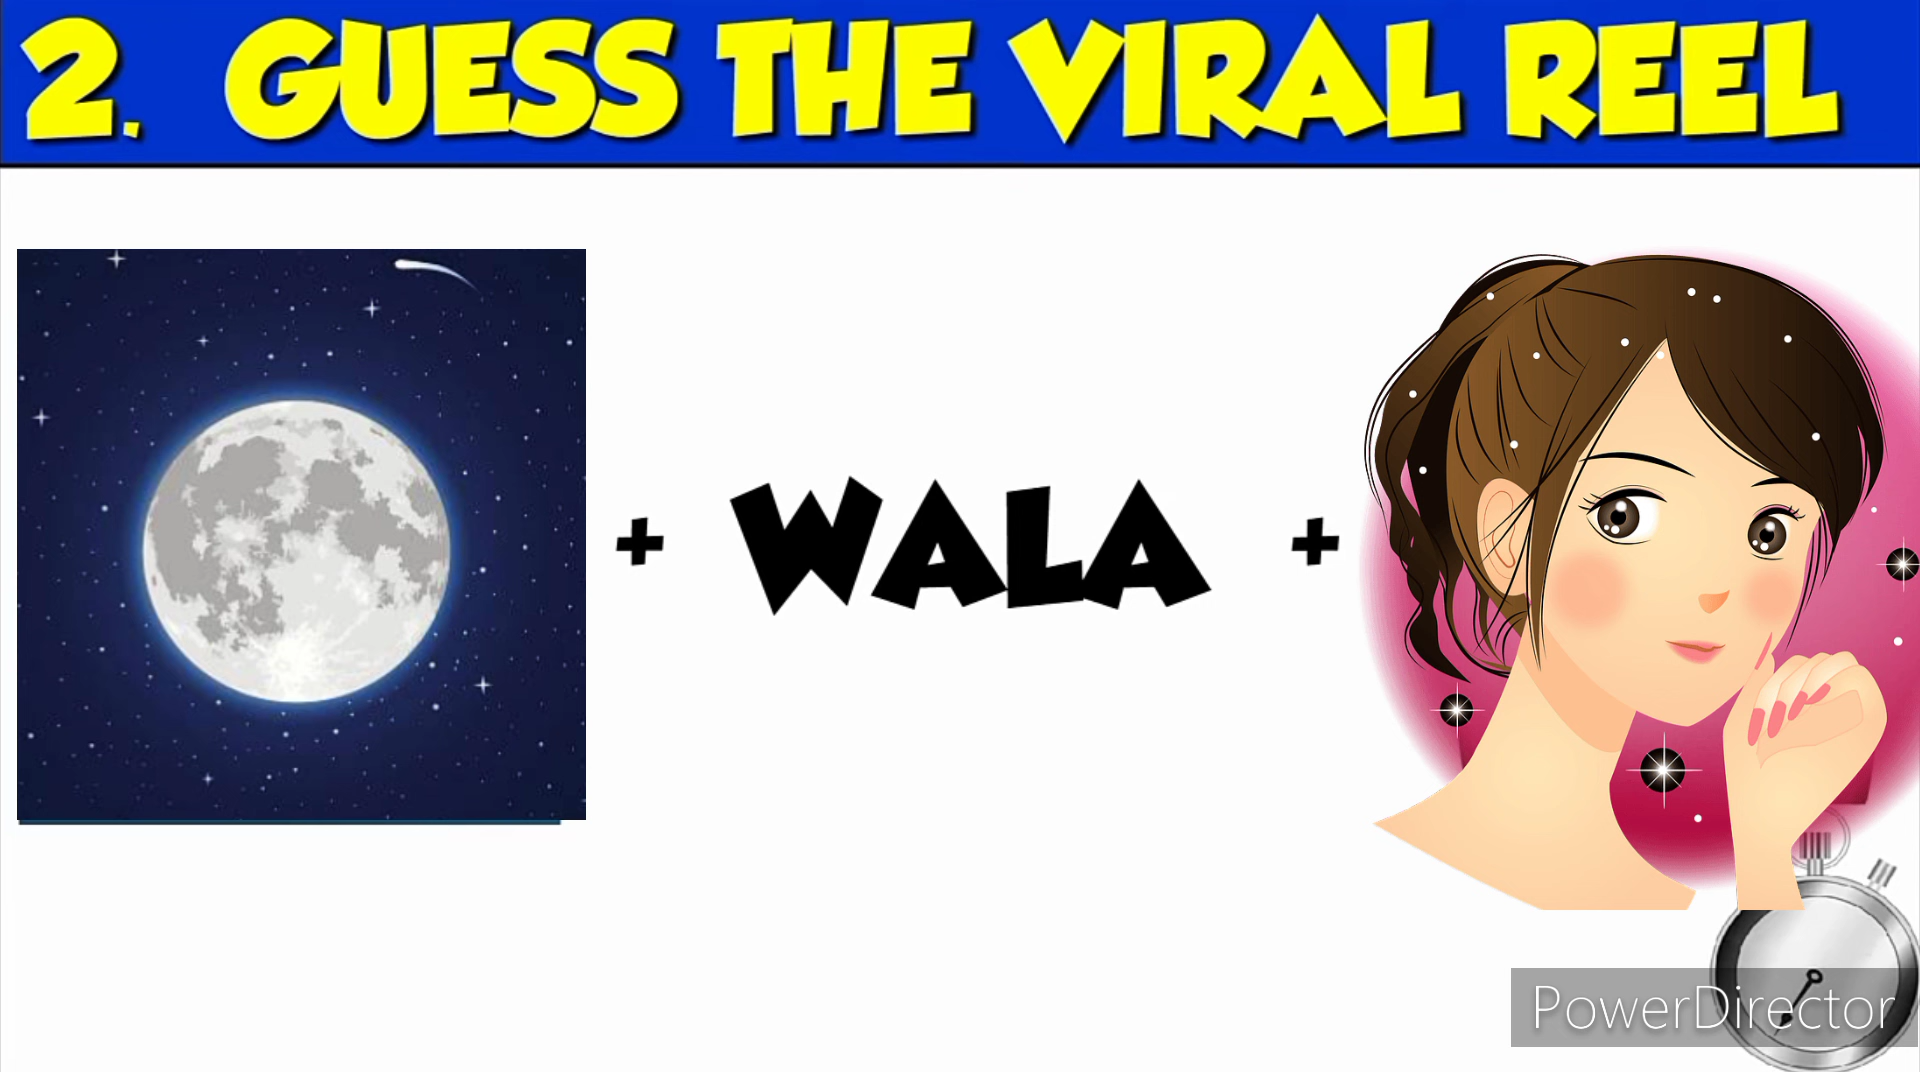 2. GUESS THE VIRAL REEL
+ WALA +
PowerDirector